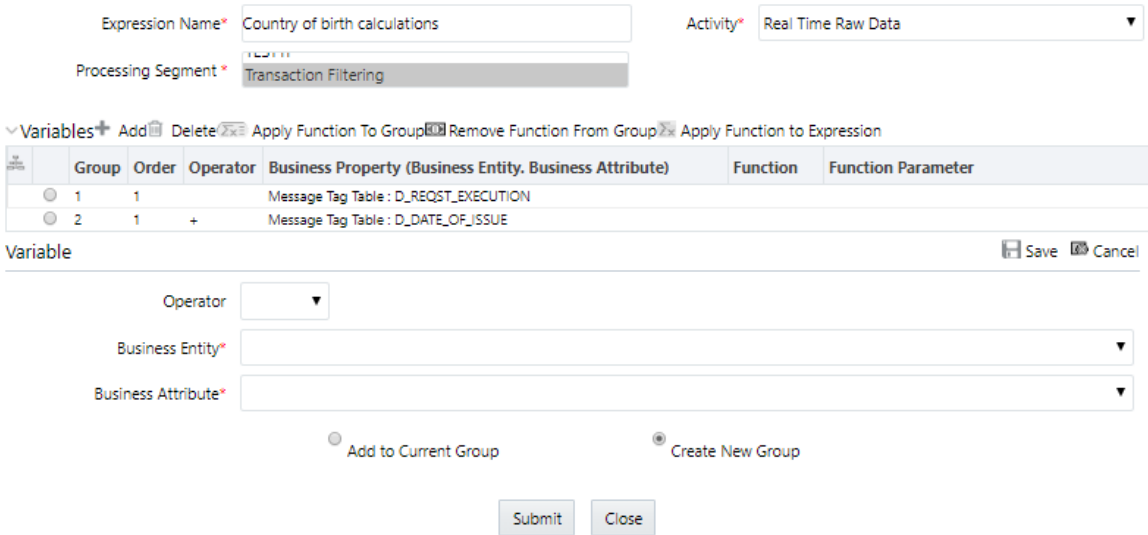 Expression Name* Country of birth calculations Activity* Real Time Raw Data
Processing Segment * Transaction Filtering
Variables Add Delete Apply Function To Group Remove Function From Group Apply Function to Expression
Group Order Operator Business Property (Business Entity. Business Attribute) Function Function Parameter
1 1 Message Tag Table : D_REQST_EXECUTION
2 1 + Message Tag Table : D_DATE_OF_ISSUE
Variable Save Cancel
Operator
Business Entity*
Business Attribute*
Add to Current Group Create New Group
Submit Close